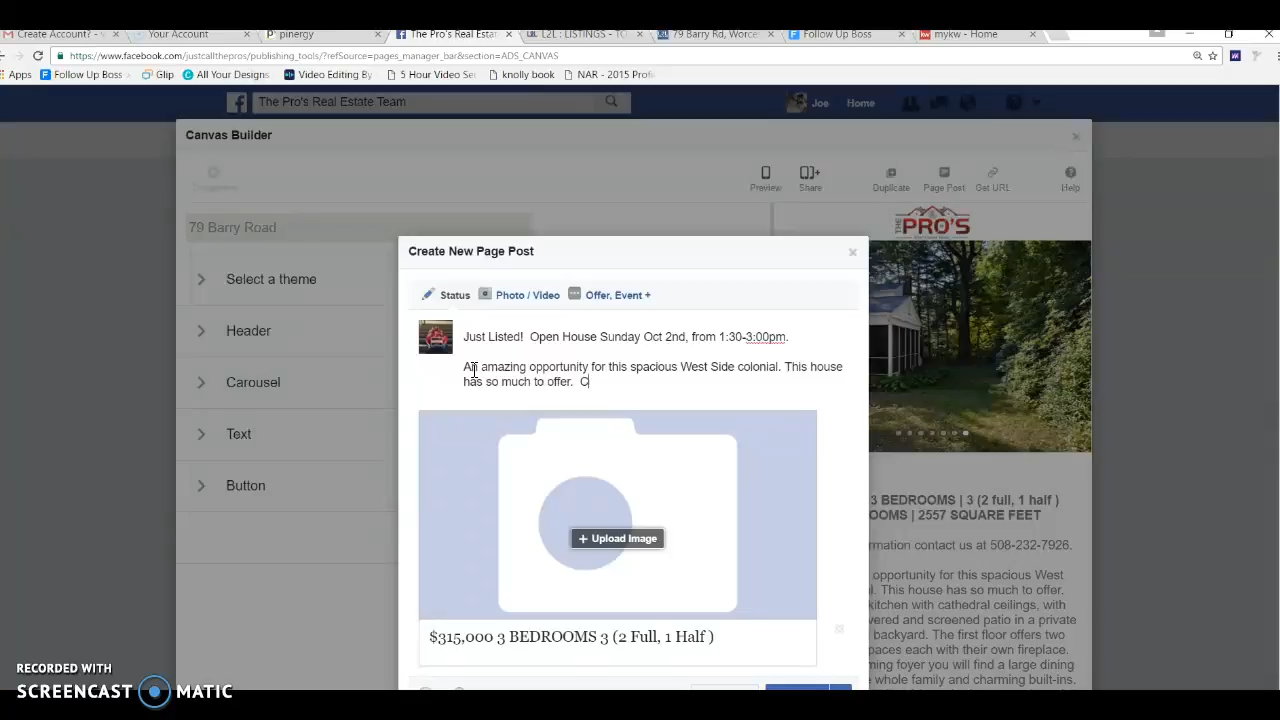 Create Account? - Your Account pinergy The Pro's Real Estat L2L : LISTINGS - TC 79 Barry Rd, Worce Follow Up Boss mykw - Home
https://www.facebook.com/justcallthepros/publishing_tools/?refSource=pages_manager_bar&section=ADS_CANVAS
Apps Follow Up Boss Glip All Your Designs Video Editing By 5 Hour Video Se knolly book NAR - 2015 Profi
The Pro's Real Estate Team
Joe Home
Canvas Builder
Preview Share Duplicate Page Post Get URL Help
79 Barry Road
THE PRO'S
Select a theme
Header
Carousel
Text
Button
Create New Page Post
Status Photo / Video Offer, Event +
Just Listed! Open House Sunday Oct 2nd, from 1:30-3:00pm.
An amazing opportunity for this spacious West Side colonial. This house
has so much to offer. C
+ Upload Image
$315,000 3 BEDROOMS 3 (2 Full, 1 Half )
3 BEDROOMS | 3 (2 full, 1 half )
OOMS | 2557 SQUARE FEET
rmation contact us at 508-232-7926.
opportunity for this spacious West
l. This house has so much to offer.
kitchen with cathedral ceilings, with
vered and screened patio in a private
backyard. The first floor offers two
paces each with their own fireplace.
ming foyer you will find a large dining
e whole family and charming built-ins.
RECORDED WITH
SCREENCAST MATIC